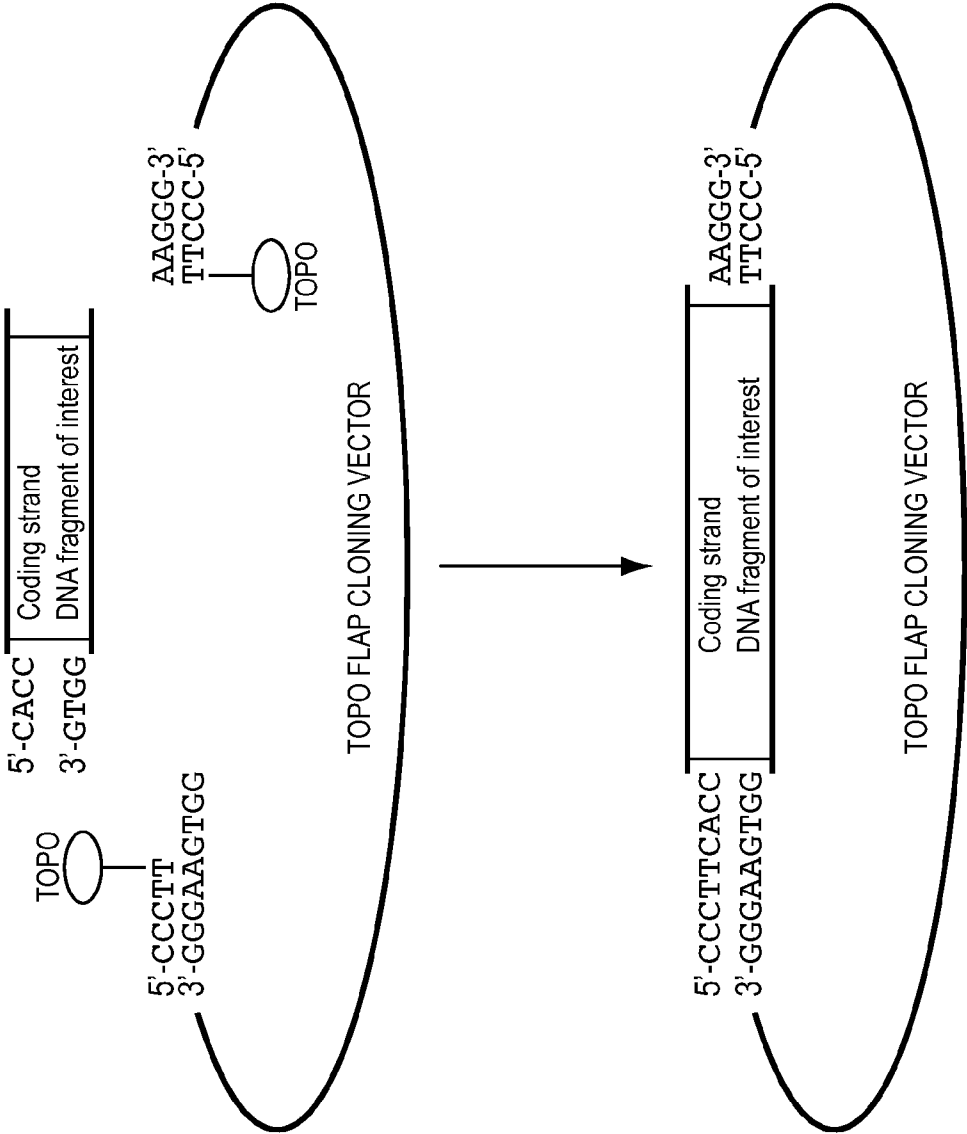 5'-CACC
3'-GTGG
Coding strand
DNA fragment of interest
TOPO
5'-CCCTT
3'-GGGAAGTGG
AAGGG-3'
TTCCC-5'
TOPO
TOPO FLAP CLONING VECTOR
5'-CCCTTCACC
3'-GGGAAGTGG
Coding strand
DNA fragment of interest
AAGGG-3'
TTCCC-5'
TOPO FLAP CLONING VECTOR